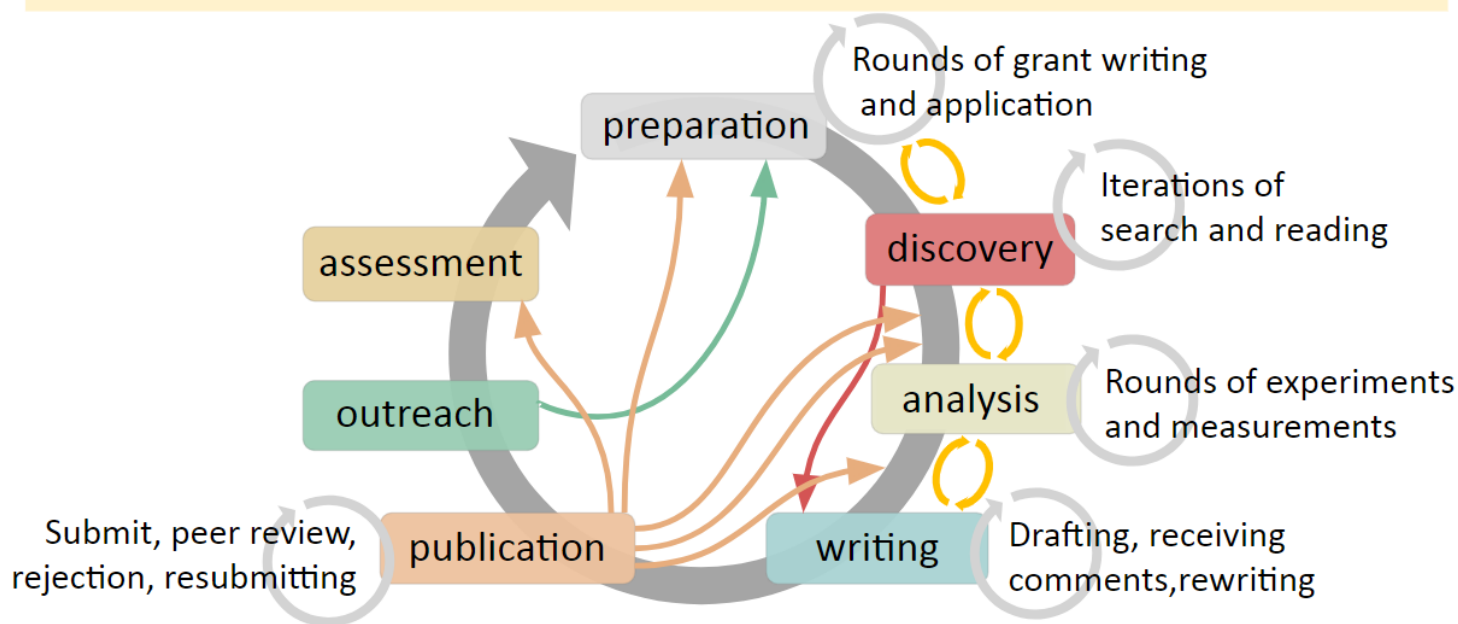 Rounds of grant writing
and application
preparation
Iterations of
search and reading
discovery
assessment
Rounds of experiments
and measurements
analysis
outreach
Submit, peer review,
rejection, resubmitting
publication
writing
Drafting, receiving
comments,rewriting